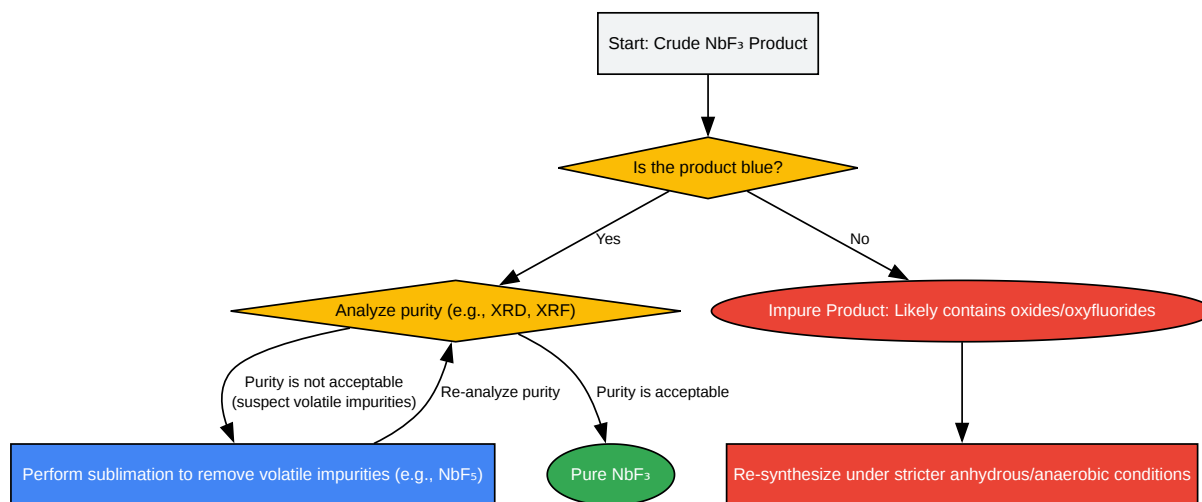 Start: Crude NbF₃ Product
Is the product blue?
Yes
No
Analyze purity (e.g., XRD, XRF)
Impure Product: Likely contains oxides/oxyfluorides
Purity is not acceptable
(suspect volatile impurities)
Re-analyze purity
Purity is acceptable
Perform sublimation to remove volatile impurities (e.g., NbF₅)
Pure NbF₃
Re-synthesize under stricter anhydrous/anaerobic conditions